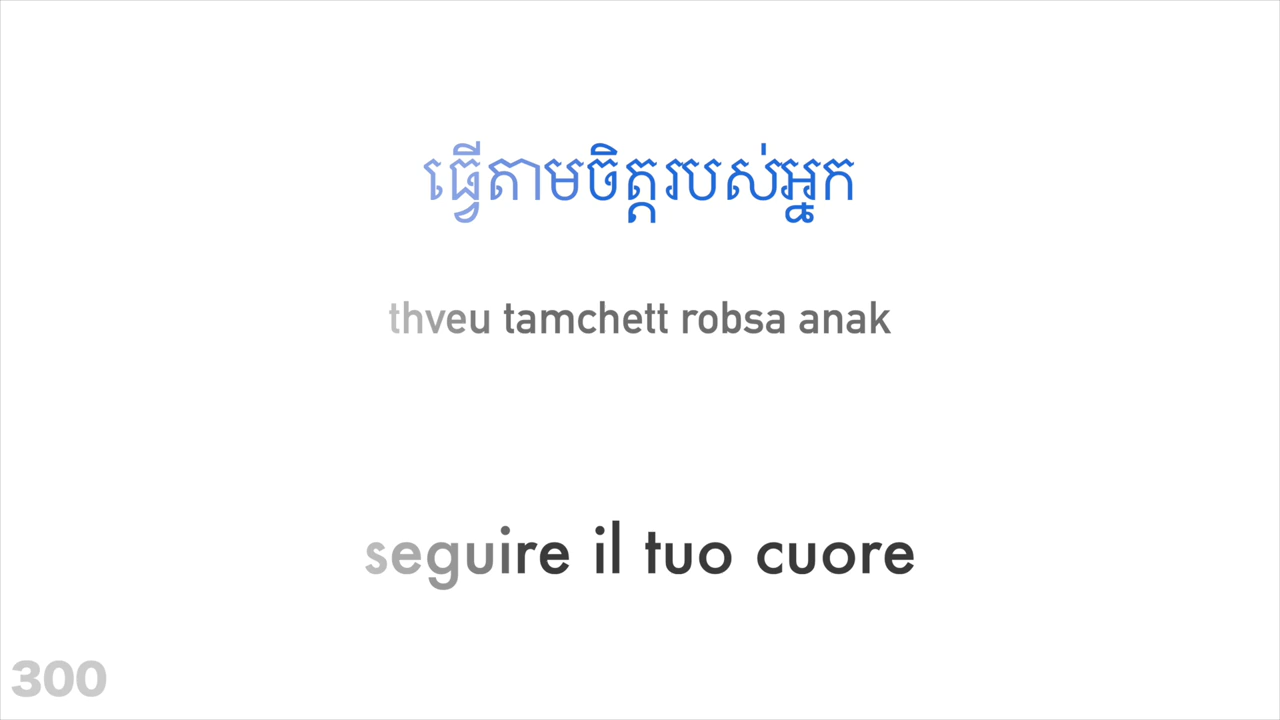 ធ្វើតាមចិត្តរបស់អ្នក
thveu tamchett robsa anak
seguire il tuo cuore
300